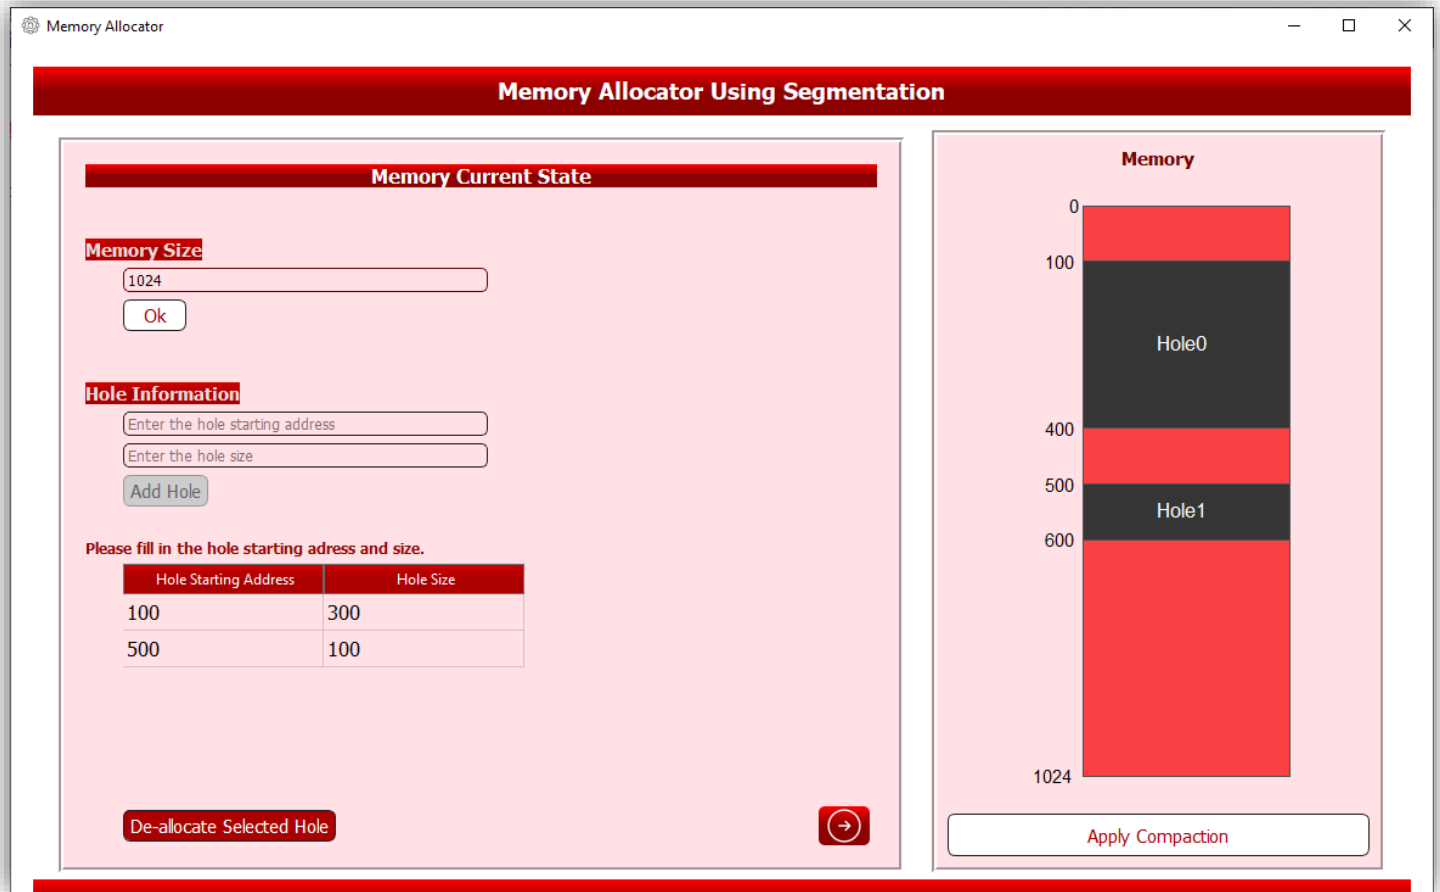 Memory Allocator
Memory Allocator Using Segmentation
Memory Current State
Memory Size
1024
Ok
Hole Information
Enter the hole starting address
Enter the hole size
Add Hole
Please fill in the hole starting adress and size.
Hole Starting Address Hole Size
100 300
500 100
De-allocate Selected Hole
Memory
0
100
Hole0
400
500
Hole1
600
1024
Apply Compaction